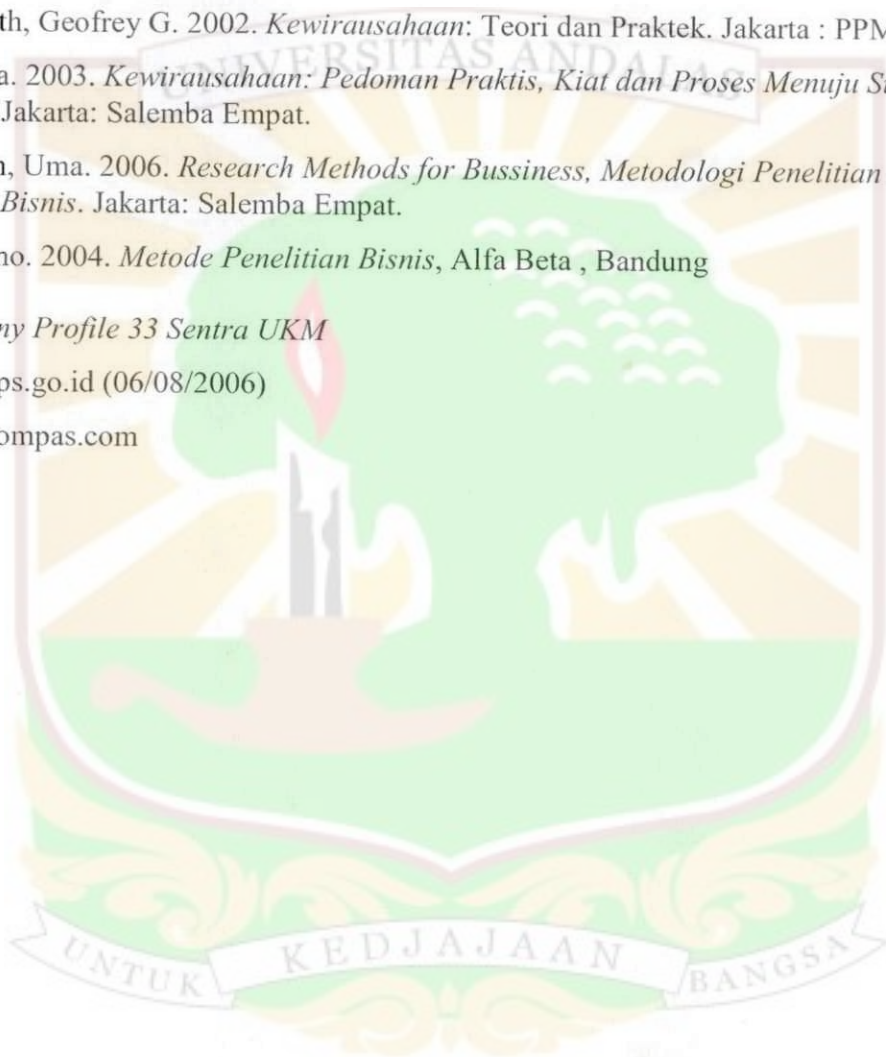 th, Geofrey G. 2002. Kewirausahaan: Teori dan Praktek. Jakarta : PPM
UNIVERSITAS ANDALAS
a. 2003. Kewirausahaan: Pedoman Praktis, Kiat dan Proses Menuju
Jakarta: Salemba Empat.
n, Uma. 2006. Research Methods for Bussiness, Metodologi Penelitian
Bisnis. Jakarta: Salemba Empat.
no. 2004. Metode Penelitian Bisnis, Alfa Beta , Bandung
ny Profile 33 Sentra UKM
ps.go.id (06/08/2006)
ompas.com
UNTUK KEDJAJAAN BANGSA